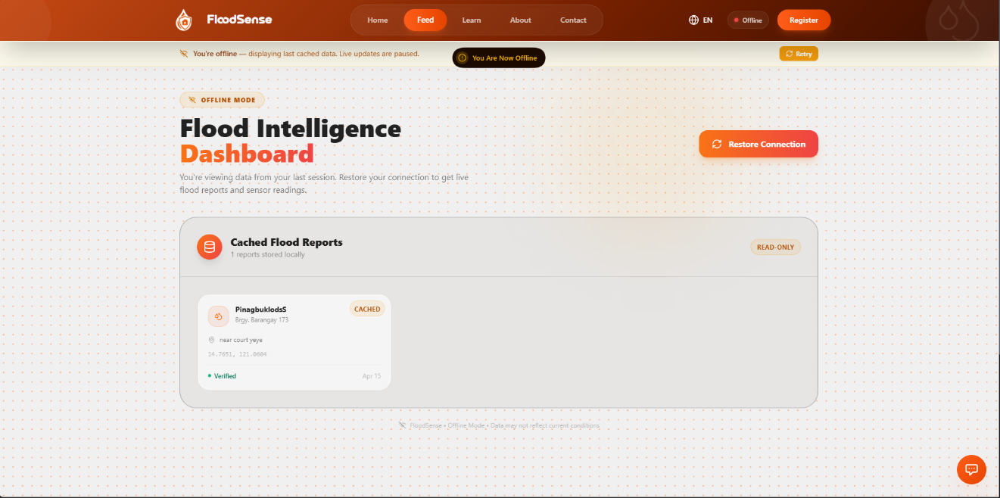 FloodSense
Home
Feed
Learn
About
Contact
EN
Offline
Register
You're offline — displaying last cached data. Live updates are paused.
You Are Now Offline
Retry
OFFLINE MODE
Flood Intelligence
Dashboard
You're viewing data from your last session. Restore your connection to get live
flood reports and sensor readings.
Restore Connection
Cached Flood Reports
1 reports stored locally
READ-ONLY
PinagbuklodsS
CACHED
Brgy. Barangay 173
near court yeye
14.7651, 121.0604
Verified
Apr 15
FloodSense • Offline Mode • Data may not reflect current conditions